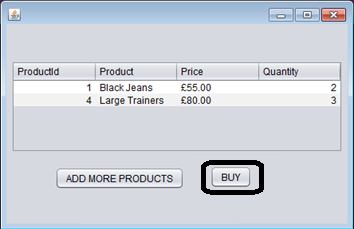 ProductId Product Price Quantity
1 Black Jeans £55.00 2
4 Large Trainers £80.00 3
ADD MORE PRODUCTS BUY